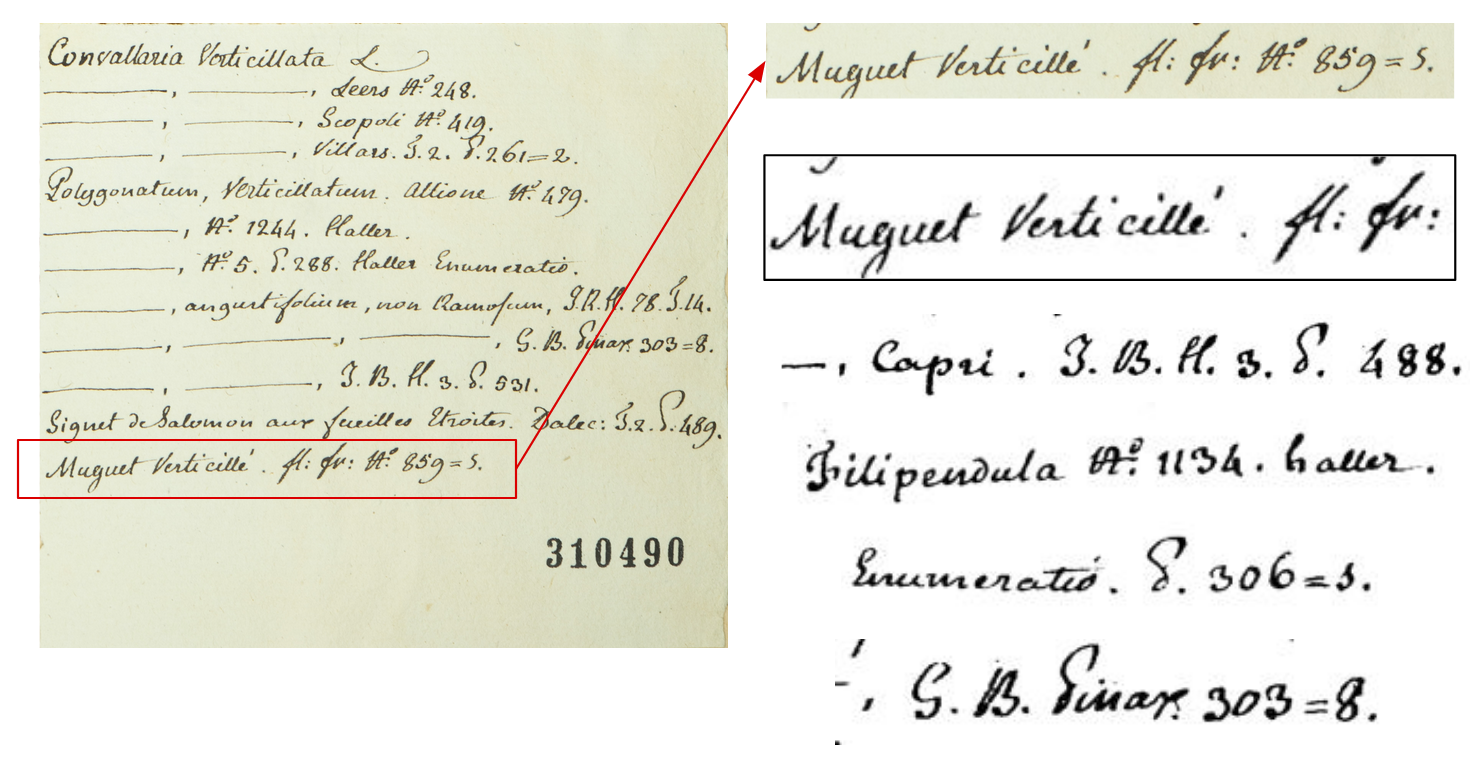 Convallaria Verticillata L.
———, ———, Leers N.º 248.
———, ———, Scopoli N.º 419.
———, ———, Villars. T. 2. P. 261=2.
Polygonatum, Verticillatum. Allione N.º 479.
———, N.º 1244. Haller.
———, N.º 5. P. 288. Haller Enumeratio.
———, angustifolium, non Ramosum, I.R.H. 78. T. 14.
———, ———, ———, G. B. Pinax. 303=8.
———, ———, J. B. H. 3. P. 531.
Signet de Salomon aux feuilles Etroites. Dalec: T. 2. P. 489.
Muguet Verticillé. fl: fr: N.º 859=5.
310490
Muguet Verticillé. fl: fr: N.º 859=5.
Muguet Verticillé. fl: fr:
—, Capri. J. B. H. 3. P. 488.
Filipendula N.º 1134. haller.
Enumeratio. P. 306=5.
—, G. B. Pinax. 303=8.